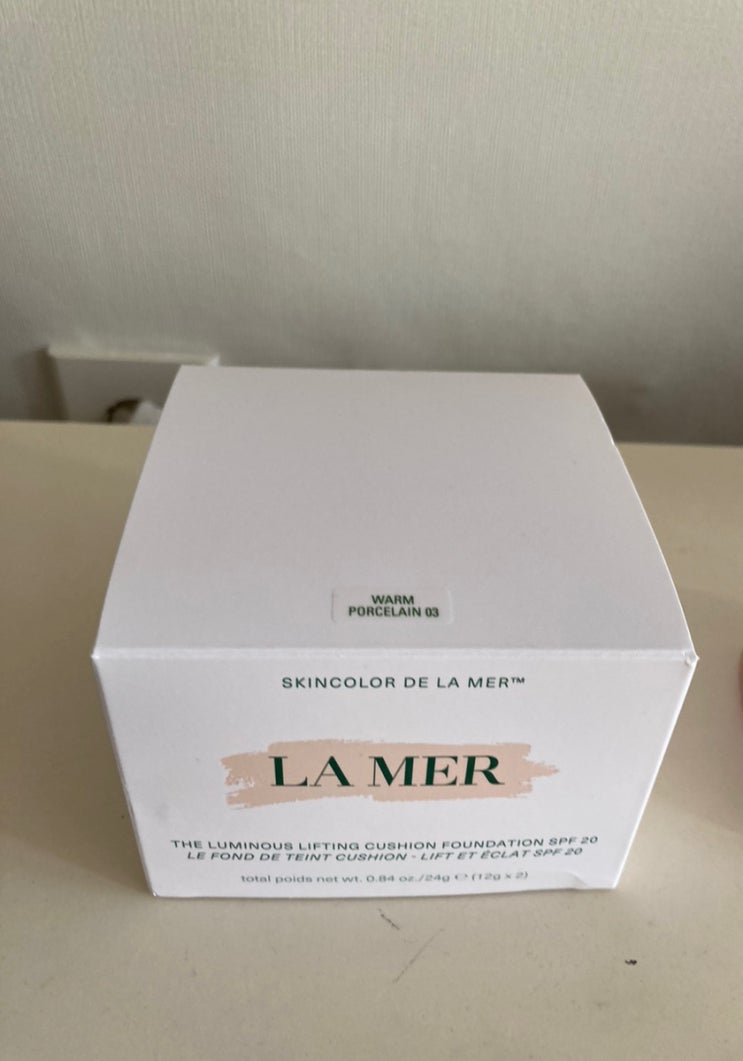 WARM
PORCELAIN 03
SKINCOLOR DE LA MER™
LA MER
THE LUMINOUS LIFTING CUSHION FOUNDATION SPF 20
LE FOND DE TEINT CUSHION - LIFT ET ÉCLAT SPF 20
total poids net wt. 0.84 oz./24g ℮ (12g x 2)